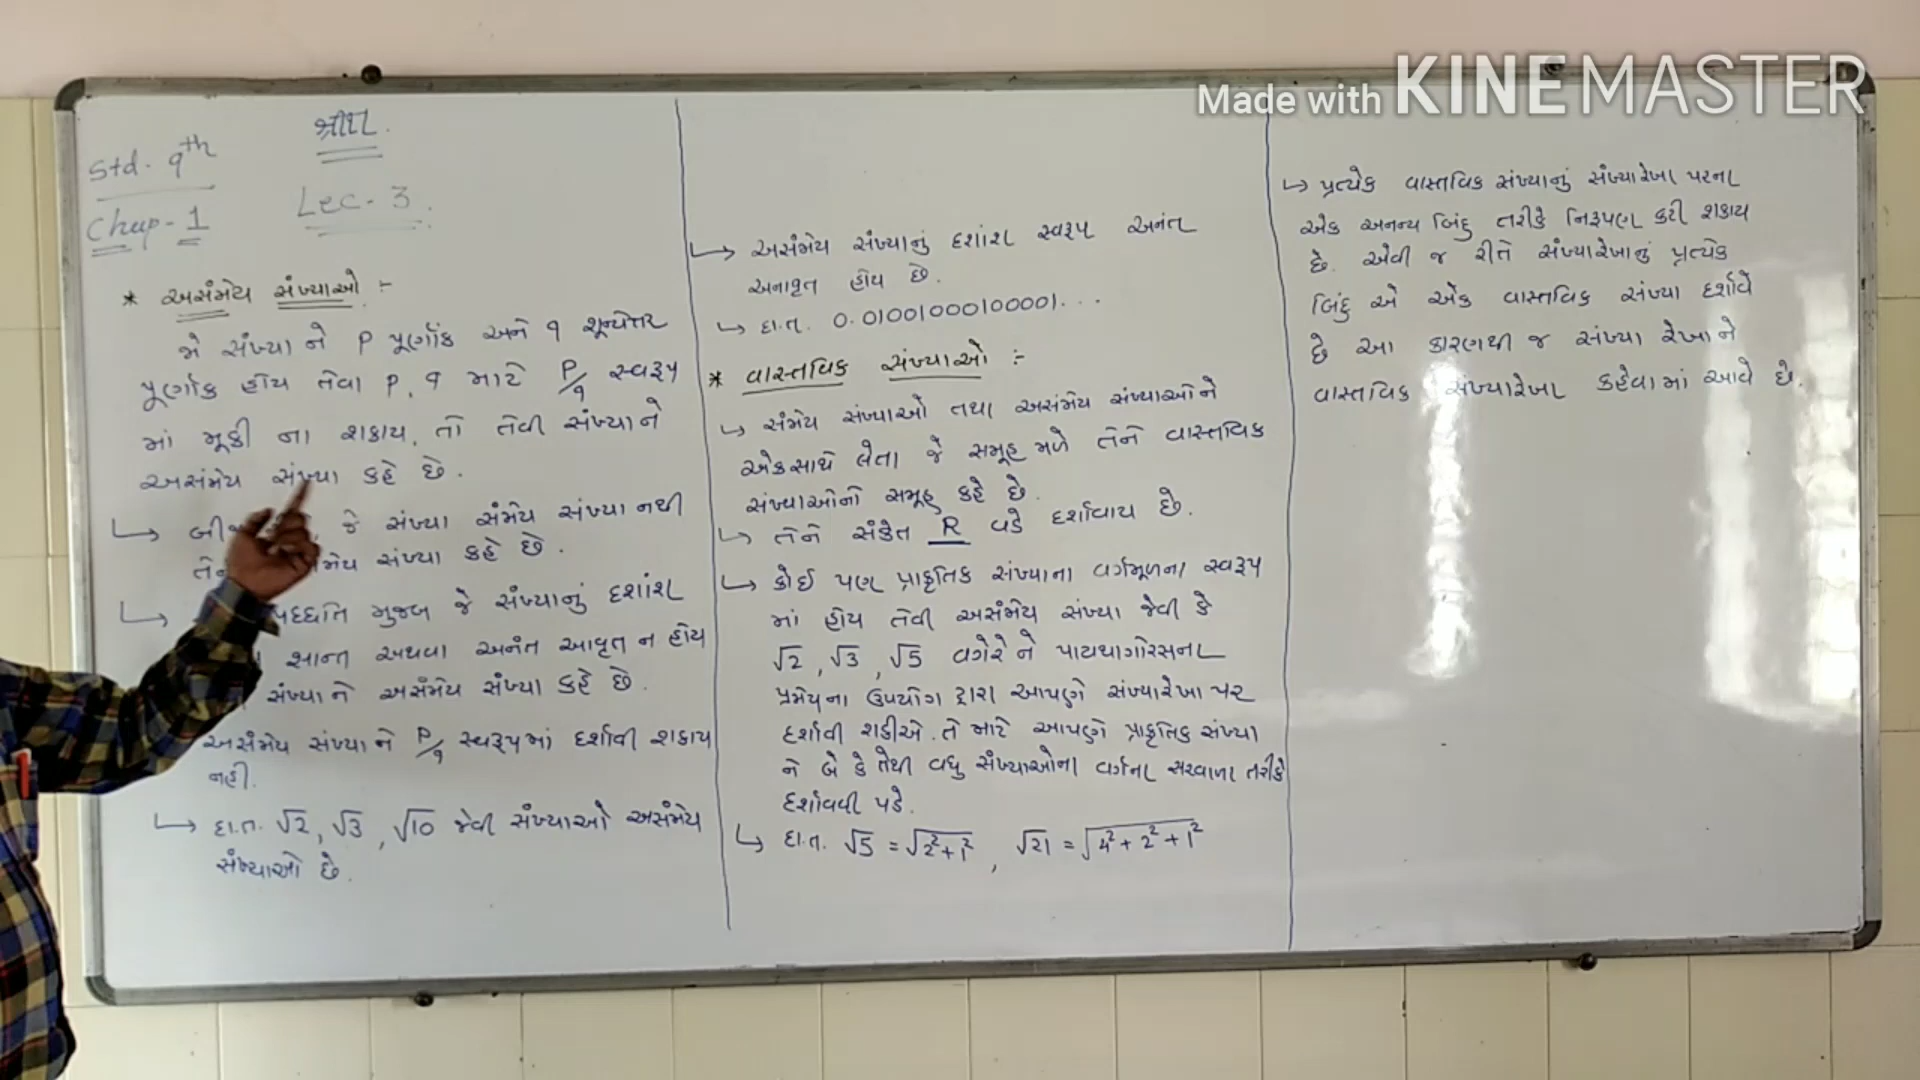 Made with KINEMASTER
Std. 9th
Chap-1
Lec-3.
* અસંમેય સંખ્યાઓ :-
જે સંખ્યા ને P પૂર્ણાંક અને q શૂન્યેત્તર
પૂર્ણાંક હોય તેવા P, q માટે P/q સ્વરૂપ
માં મૂકી ના શકાય, તો તેવી સંખ્યાને
અસંમેય સંખ્યા કહે છે.
↳ જે સંખ્યા સંમેય સંખ્યા નથી
સંખ્યા કહે છે.
↳ પદ્ધતિ મુજબ જે સંખ્યાનું દશાંશ
સાન્ત અથવા અનંત આવૃત ન હોય
સંખ્યાને અસંમેય સંખ્યા કહે છે.
અસંમેય સંખ્યાને P/q સ્વરૂપમાં દર્શાવી શકાય
નહી.
↳ દા.ત. √2, √3, √10 જેવી સંખ્યાઓ અસંમેય
સંખ્યાઓ છે.
↳ અસંમેય સંખ્યાનું દશાંશ સ્વરૂપ અનંત
અનાવૃત હોય છે.
↳ દા.ત. 0.01001000100001...
* વાસ્તવિક સંખ્યાઓ :-
↳ સંમેય સંખ્યાઓ તથા અસંમેય સંખ્યાઓને
એકસાથે લેતા જે સમૂહ મળે તેને વાસ્તવિક
સંખ્યાઓનો સમૂહ કહે છે.
↳ તેને સંકેત R વડે દર્શાવાય છે.
↳ કોઈ પણ પ્રાકૃતિક સંખ્યાના વર્ગમૂળના સ્વરૂપ
માં હોય તેવી અસંમેય સંખ્યા જેવી કે
√2, √3, √5 વગેરે ને પાયથાગોરસના
પ્રમેયના ઉપયોગ દ્વારા આપણે સંખ્યારેખા પર
દર્શાવી શકીએ. તે માટે આપણે પ્રાકૃતિક સંખ્યા
ને બે કે તેથી વધુ સંખ્યાઓના વર્ગના સરવાળા તરીકે
દર્શાવવી પડે.
↳ દા.ત. √5 = √2²+1², √21 = √4²+2²+1²
↳ પ્રત્યેક વાસ્તવિક સંખ્યાનું સંખ્યારેખા પરના
એક અનન્ય બિંદુ તરીકે નિરૂપણ કરી શકાય
છે. એવી જ રીતે સંખ્યારેખાનું પ્રત્યેક
બિંદુ એ એક વાસ્તવિક સંખ્યા દર્શાવે
છે આ કારણથી જ સંખ્યા રેખાને
વાસ્તવિક સંખ્યારેખા કહેવામાં આવે છે.